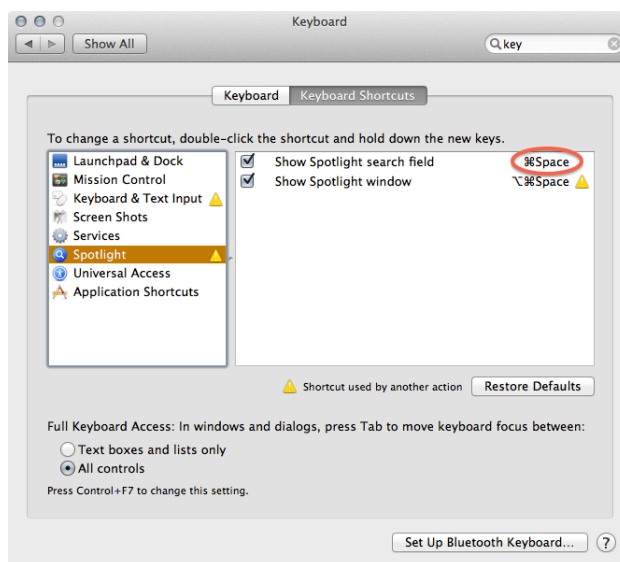 Keyboard
Show All
key
Keyboard Keyboard Shortcuts
To change a shortcut, double-click the shortcut and hold down the new keys.
Launchpad & Dock
Mission Control
Keyboard & Text Input
Screen Shots
Services
Spotlight
Universal Access
Application Shortcuts
Show Spotlight search field ⌘Space
Show Spotlight window ⌥⌘Space
Shortcut used by another action
Restore Defaults
Full Keyboard Access: In windows and dialogs, press Tab to move keyboard focus between:
Text boxes and lists only
All controls
Press Control+F7 to change this setting.
Set Up Bluetooth Keyboard... ?